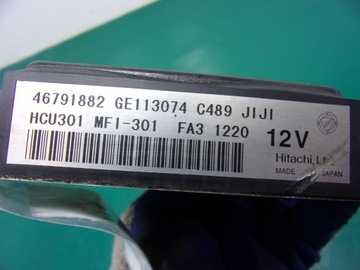 46791882 GE113074 C489 JIJI
HCU301 MFI-301 FA3 1220 12V
Hitachi, Ltd.
MADE IN JAPAN